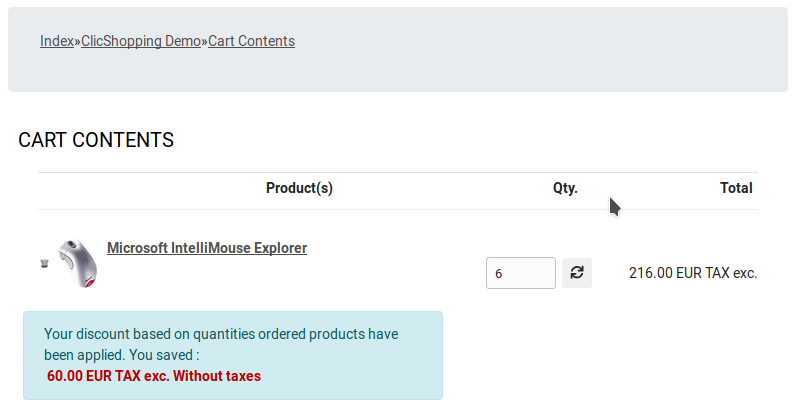 Index»ClicShopping Demo»Cart Contents
CART CONTENTS
Product(s) Qty. Total
Microsoft IntelliMouse Explorer
6 216.00 EUR TAX exc.
Your discount based on quantities ordered products have
been applied. You saved :
60.00 EUR TAX exc. Without taxes